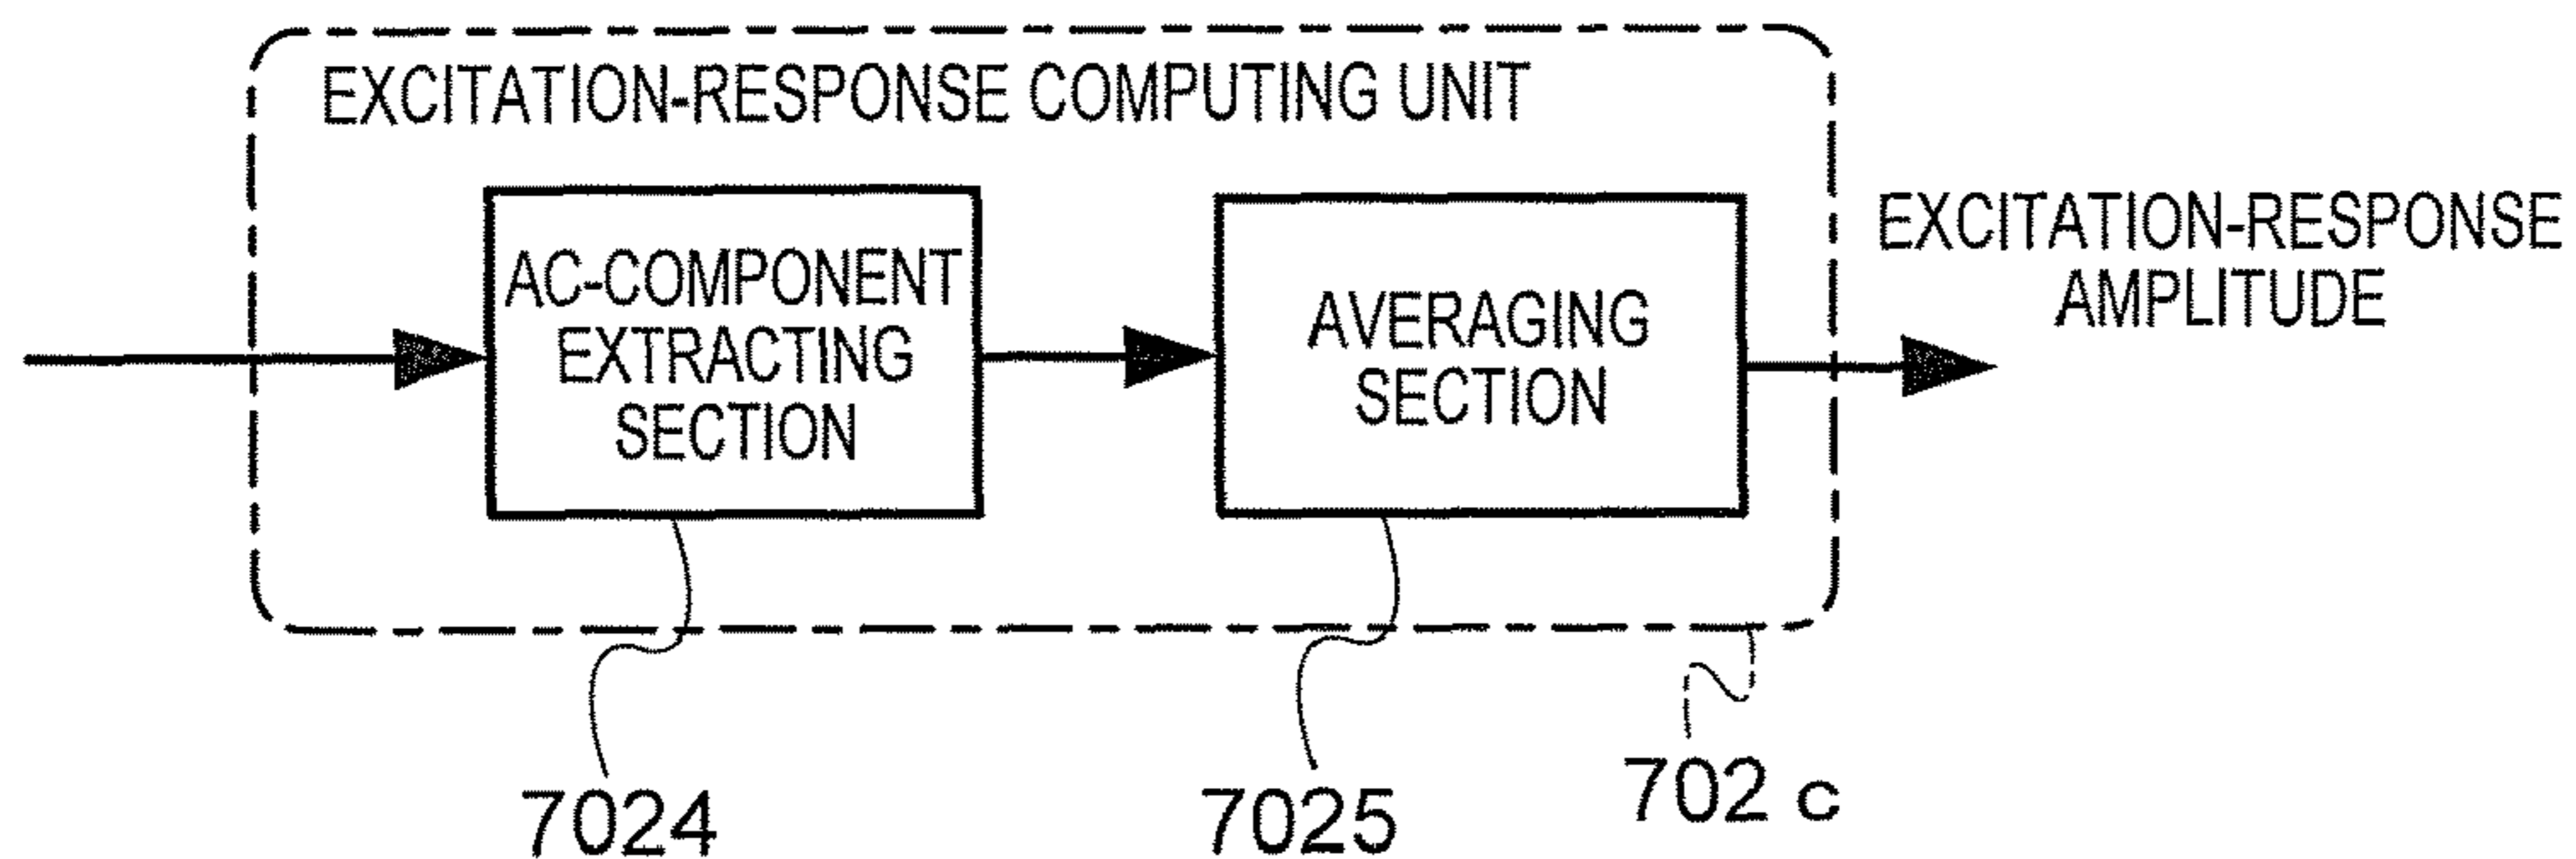 EXCITATION-RESPONSE COMPUTING UNIT
AC-COMPONENT
EXTRACTING
SECTION
AVERAGING
SECTION
EXCITATION-RESPONSE
AMPLITUDE
7024
7025
702 c